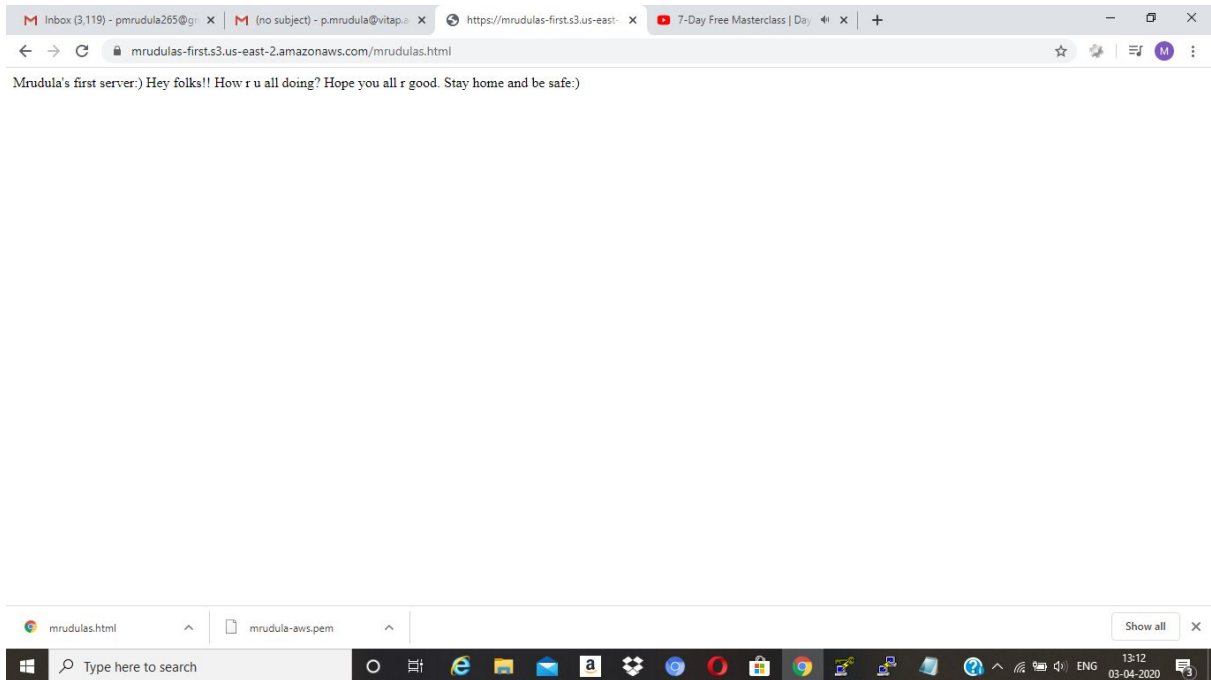 Inbox (3,119) - pmrudula265@gm
(no subject) - p.mrudula@vitap.a
https://mrudulas-first.s3.us-east-
7-Day Free Masterclass | Day
mrudulas-first.s3.us-east-2.amazonaws.com/mrudulas.html
M
Mrudula's first server:) Hey folks!! How r u all doing? Hope you all r good. Stay home and be safe:)
mrudulas.html
mrudula-aws.pem
Show all
Type here to search
a
ENG
13:12
03-04-2020
3